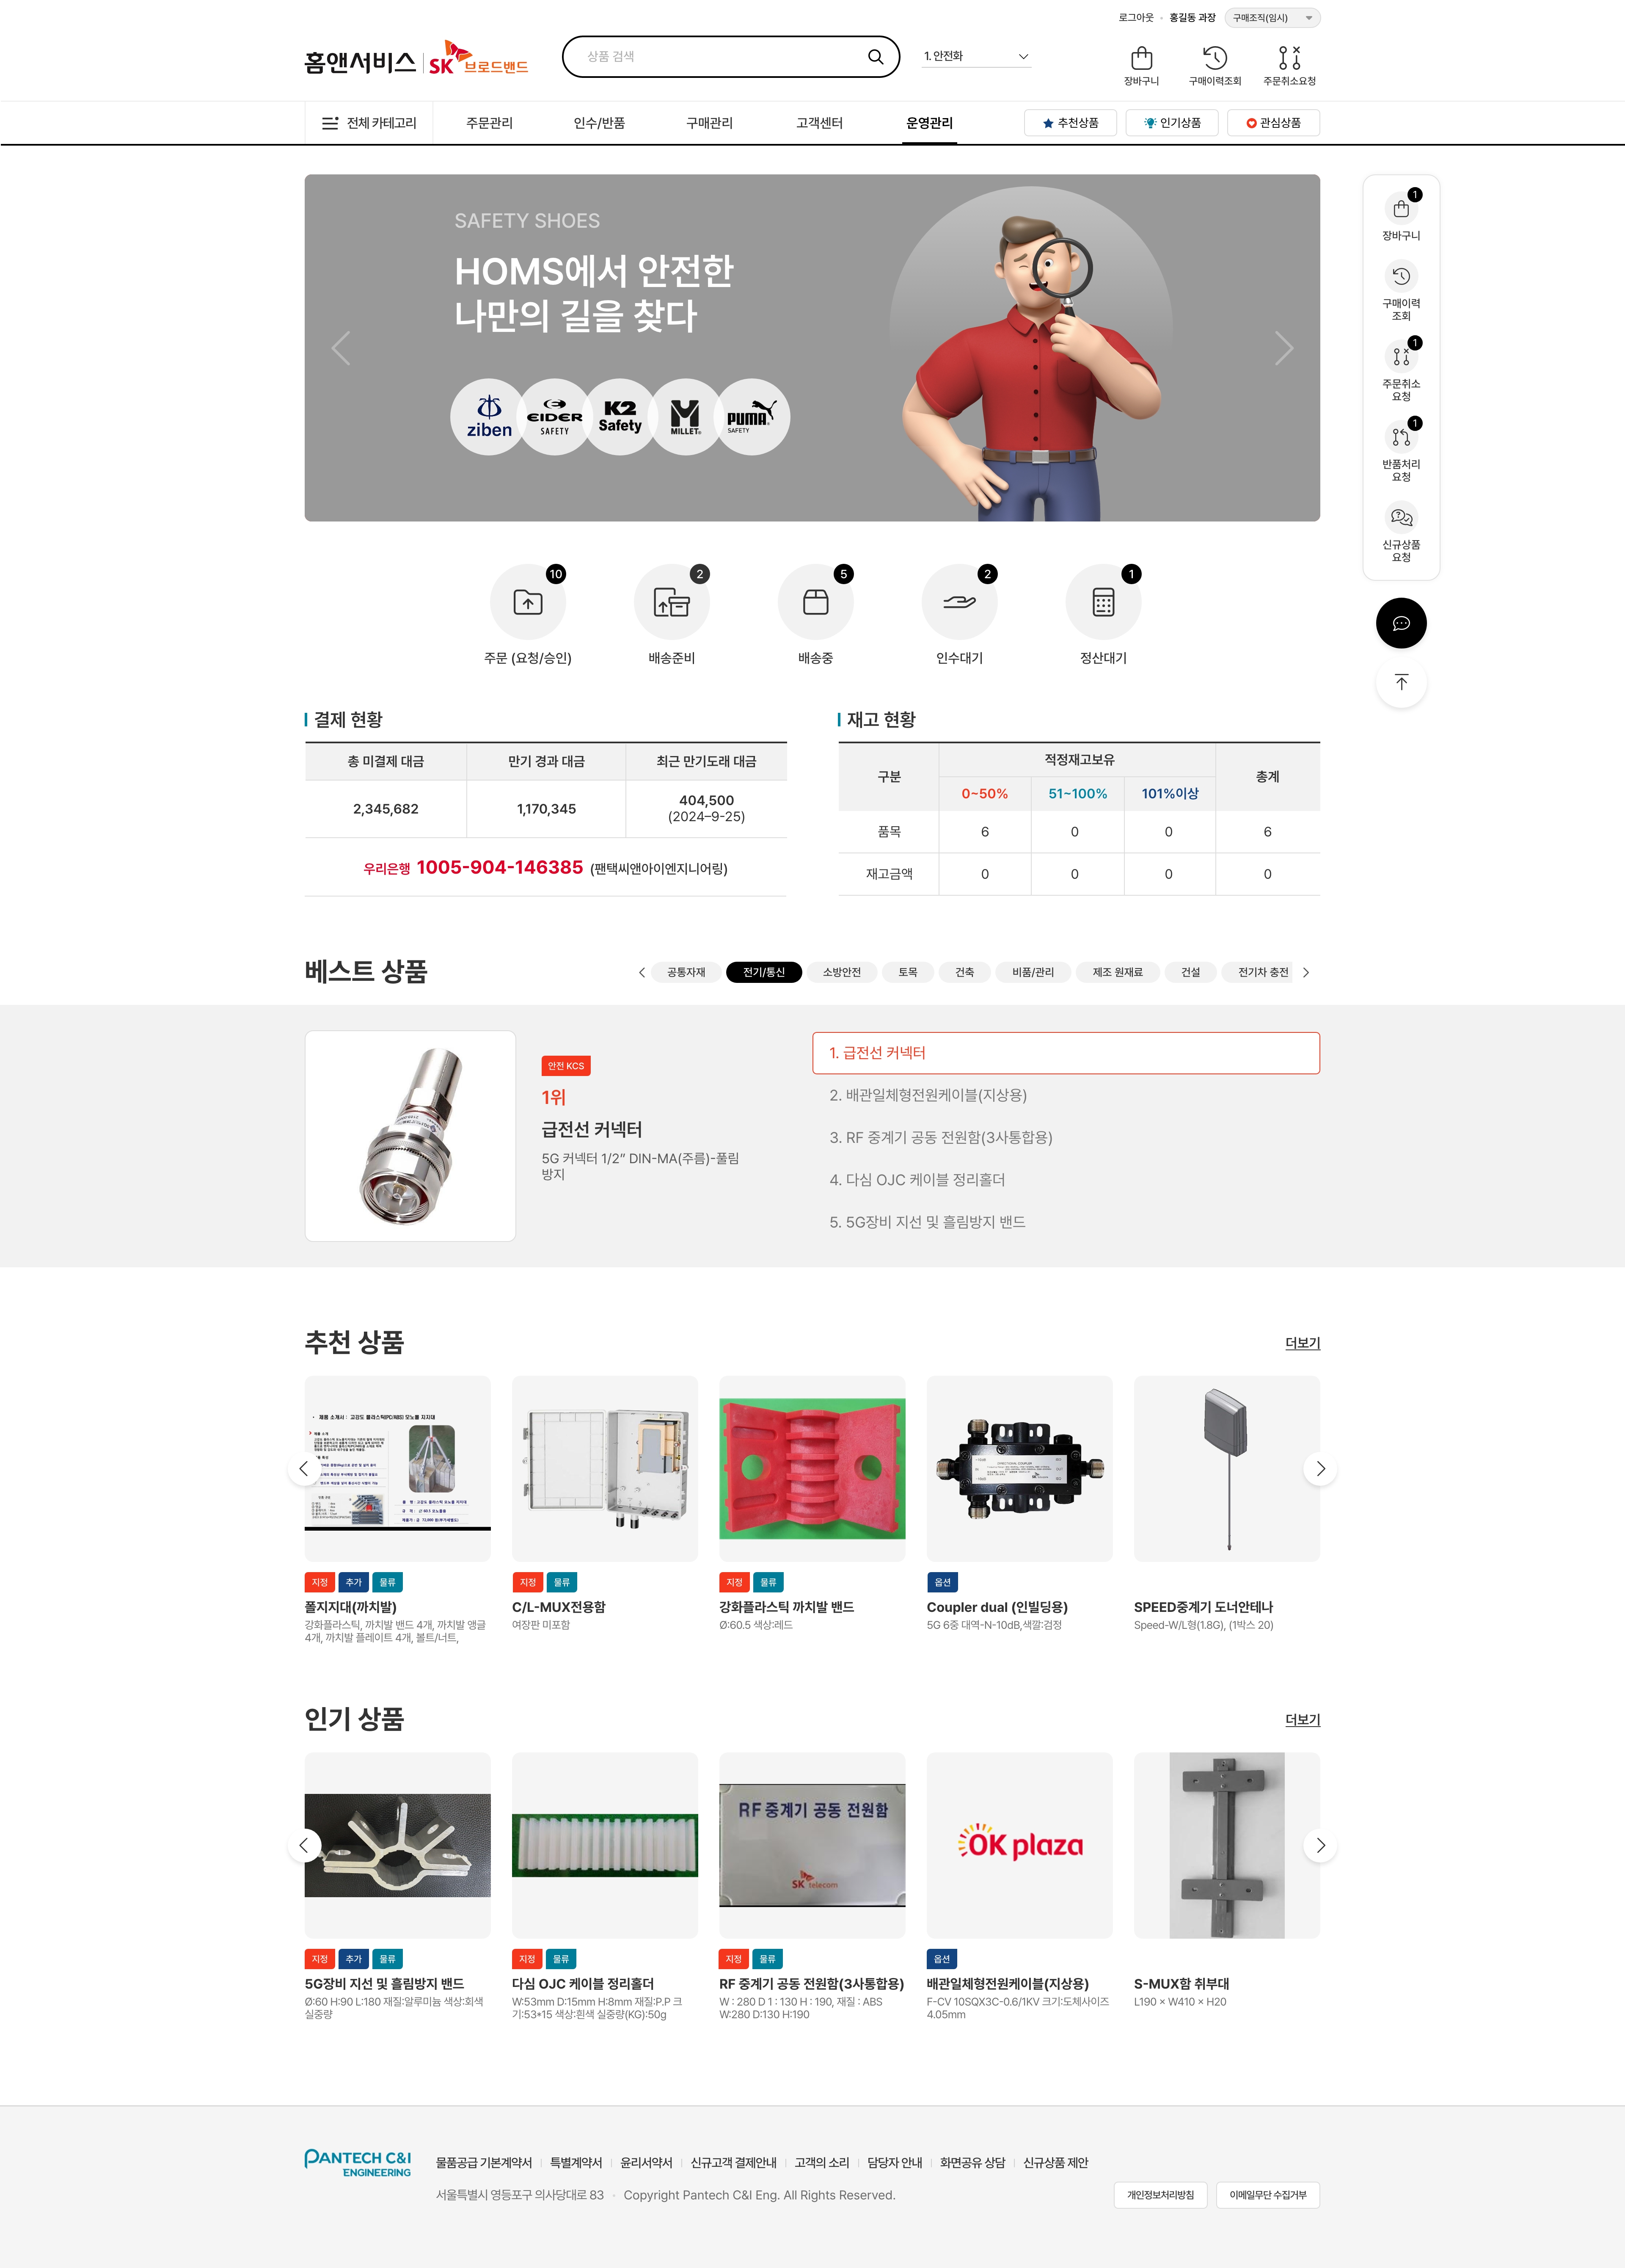 로그아웃 홍길동 과장 구매조직(임시)
홈앤서비스 SK브로드밴드
상품 검색
1. 안전화
장바구니 구매이력조회 주문취소요청
전체 카테고리 주문관리 인수/반품 구매관리 고객센터 운영관리 추천상품 인기상품 관심상품
SAFETY SHOES
HOMS에서 안전한
나만의 길을 찾다
ziben
EIDER
SAFETY
K2
Safety
MILLET
PUMA
SAFETY
1
장바구니
구매이력
조회
1
주문취소
요청
1
반품처리
요청
신규상품
요청
10 2 5 2 1
주문 (요청/승인) 배송준비 배송중 인수대기 정산대기
결제 현황
총 미결제 대금 만기 경과 대금 최근 만기도래 대금
2,345,682 1,170,345 404,500
(2024-9-25)
우리은행 1005-904-146385 (팬택씨앤아이엔지니어링)
재고 현황
구분 적정재고보유 총계
0~50% 51~100% 101%이상
품목 6 0 0 6
재고금액 0 0 0 0
베스트 상품
공통자재 전기/통신 소방안전 토목 건축 비품/관리 제조 원재료 건설 전기차 충전
안전 KCS
1위
급전선 커넥터
5G 커넥터 1/2” DIN-MA(주름)-풀림
방지
1. 급전선 커넥터
2. 배관일체형전원케이블(지상용)
3. RF 중계기 공동 전원함(3사통합용)
4. 다심 OJC 케이블 정리홀더
5. 5G장비 지선 및 흘림방지 밴드
추천 상품
더보기
지정 추가 물류
폴지지대(까치발)
강화플라스틱, 까치발 밴드 4개, 까치발 앵글
4개, 까치발 플레이트 4개, 볼트/너트,
지정 물류
C/L-MUX전용함
여장판 미포함
지정 물류
강화플라스틱 까치발 밴드
Ø:60.5 색상:레드
옵션
Coupler dual (인빌딩용)
5G 6중 대역-N-10dB,색깔:검정
SPEED중계기 도너안테나
Speed-W/L형(1.8G), (1박스 20)
인기 상품
더보기
RF 중계기 공동 전원함
SK telecom
OK plaza
지정 추가 물류
5G장비 지선 및 흘림방지 밴드
Ø:60 H:90 L:180 재질:알루미늄 색상:회색
실중량
지정 물류
다심 OJC 케이블 정리홀더
W:53mm D:15mm H:8mm 재질:P.P 크
기:53*15 색상:흰색 실중량(KG):50g
지정 물류
RF 중계기 공동 전원함(3사통합용)
W : 280 D 1 : 130 H : 190, 재질 : ABS
W:280 D:130 H:190
옵션
배관일체형전원케이블(지상용)
F-CV 10SQX3C-0.6/1KV 크기:도체사이즈
4.05mm
S-MUX함 취부대
L190 × W410 × H20
PANTECH C&I
ENGINEERING
물품공급 기본계약서 특별계약서 윤리서약서 신규고객 결제안내 고객의 소리 담당자 안내 화면공유 상담 신규상품 제안
서울특별시 영등포구 의사당대로 83 Copyright Pantech C&I Eng. All Rights Reserved.
개인정보처리방침 이메일무단 수집거부